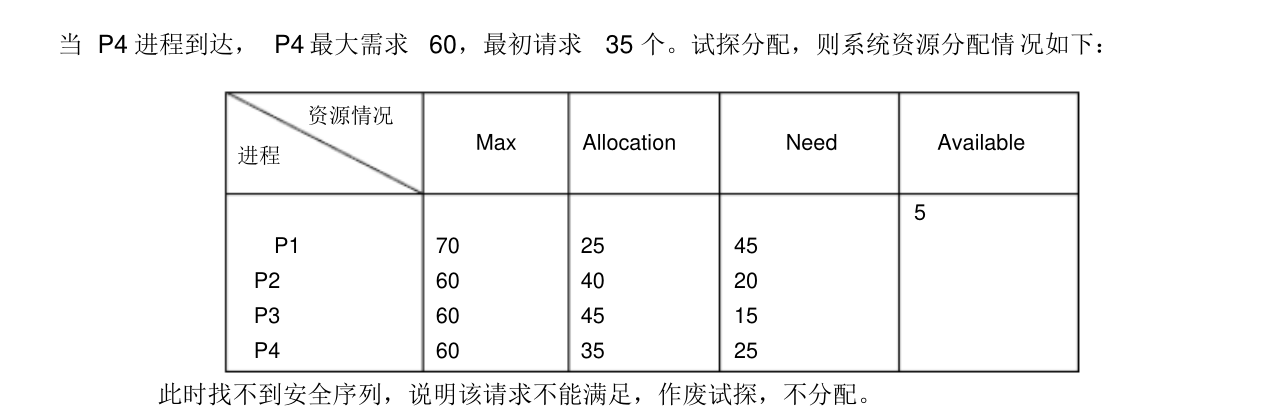 当 P4 进程到达， P4 最大需求 60，最初请求 35 个。试探分配，则系统资源分配情况如下：
资源情况
进程
Max Allocation Need Available
5
P1 70 25 45
P2 60 40 20
P3 60 45 15
P4 60 35 25
此时找不到安全序列，说明该请求不能满足，作废试探，不分配。